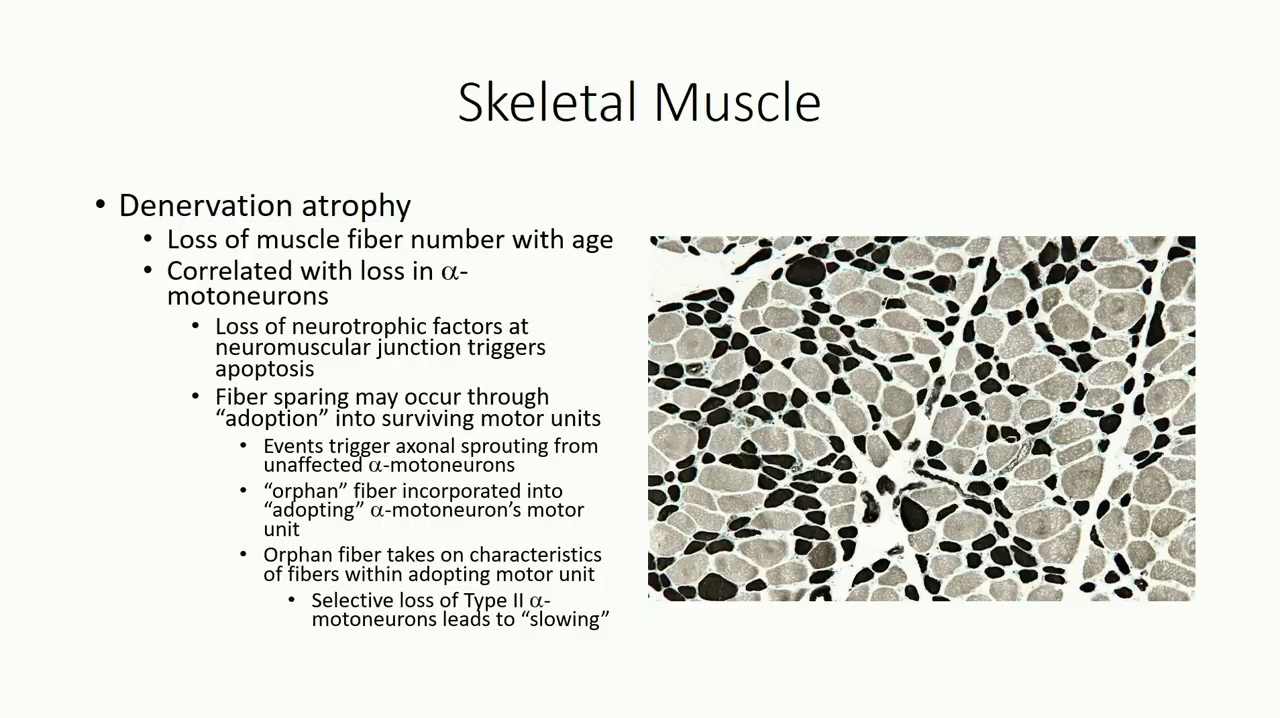 Skeletal Muscle
• Denervation atrophy
• Loss of muscle fiber number with age
• Correlated with loss in α-
motoneurons
• Loss of neurotrophic factors at
neuromuscular junction triggers
apoptosis
• Fiber sparing may occur through
“adoption” into surviving motor units
• Events trigger axonal sprouting from
unaffected α-motoneurons
• “orphan” fiber incorporated into
“adopting” α-motoneuron’s motor
unit
• Orphan fiber takes on characteristics
of fibers within adopting motor unit
• Selective loss of Type II α-
motoneurons leads to “slowing”